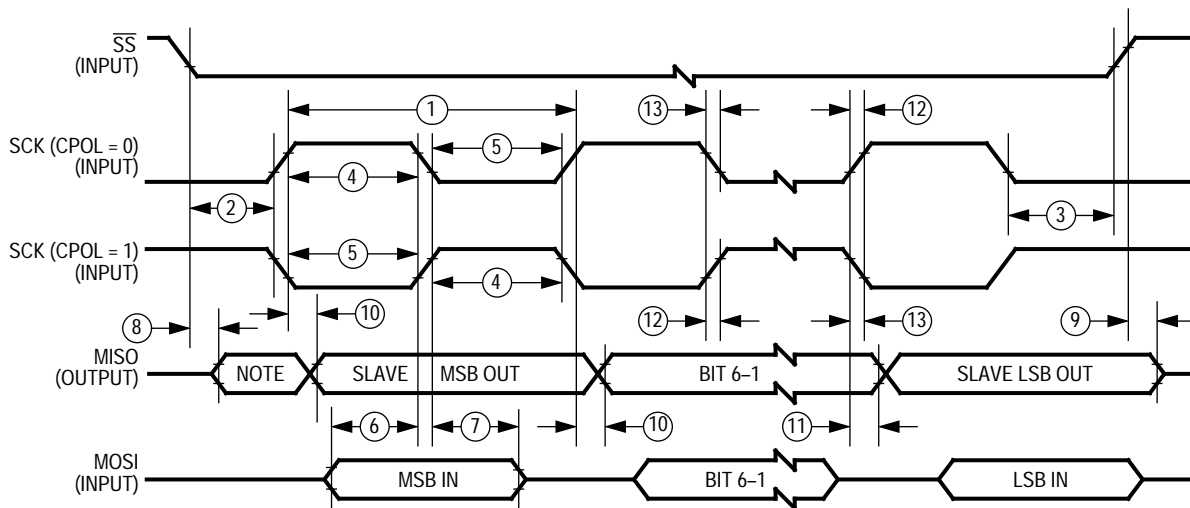 SS
(INPUT)
1
13
12
SCK (CPOL = 0)
(INPUT)
5
4
2
3
SCK (CPOL = 1)
(INPUT)
5
4
8
10
12
13
9
MISO
(OUTPUT)
NOTE
SLAVE MSB OUT
BIT 6–1
SLAVE LSB OUT
6
7
10
11
MOSI
(INPUT)
MSB IN
BIT 6–1
LSB IN